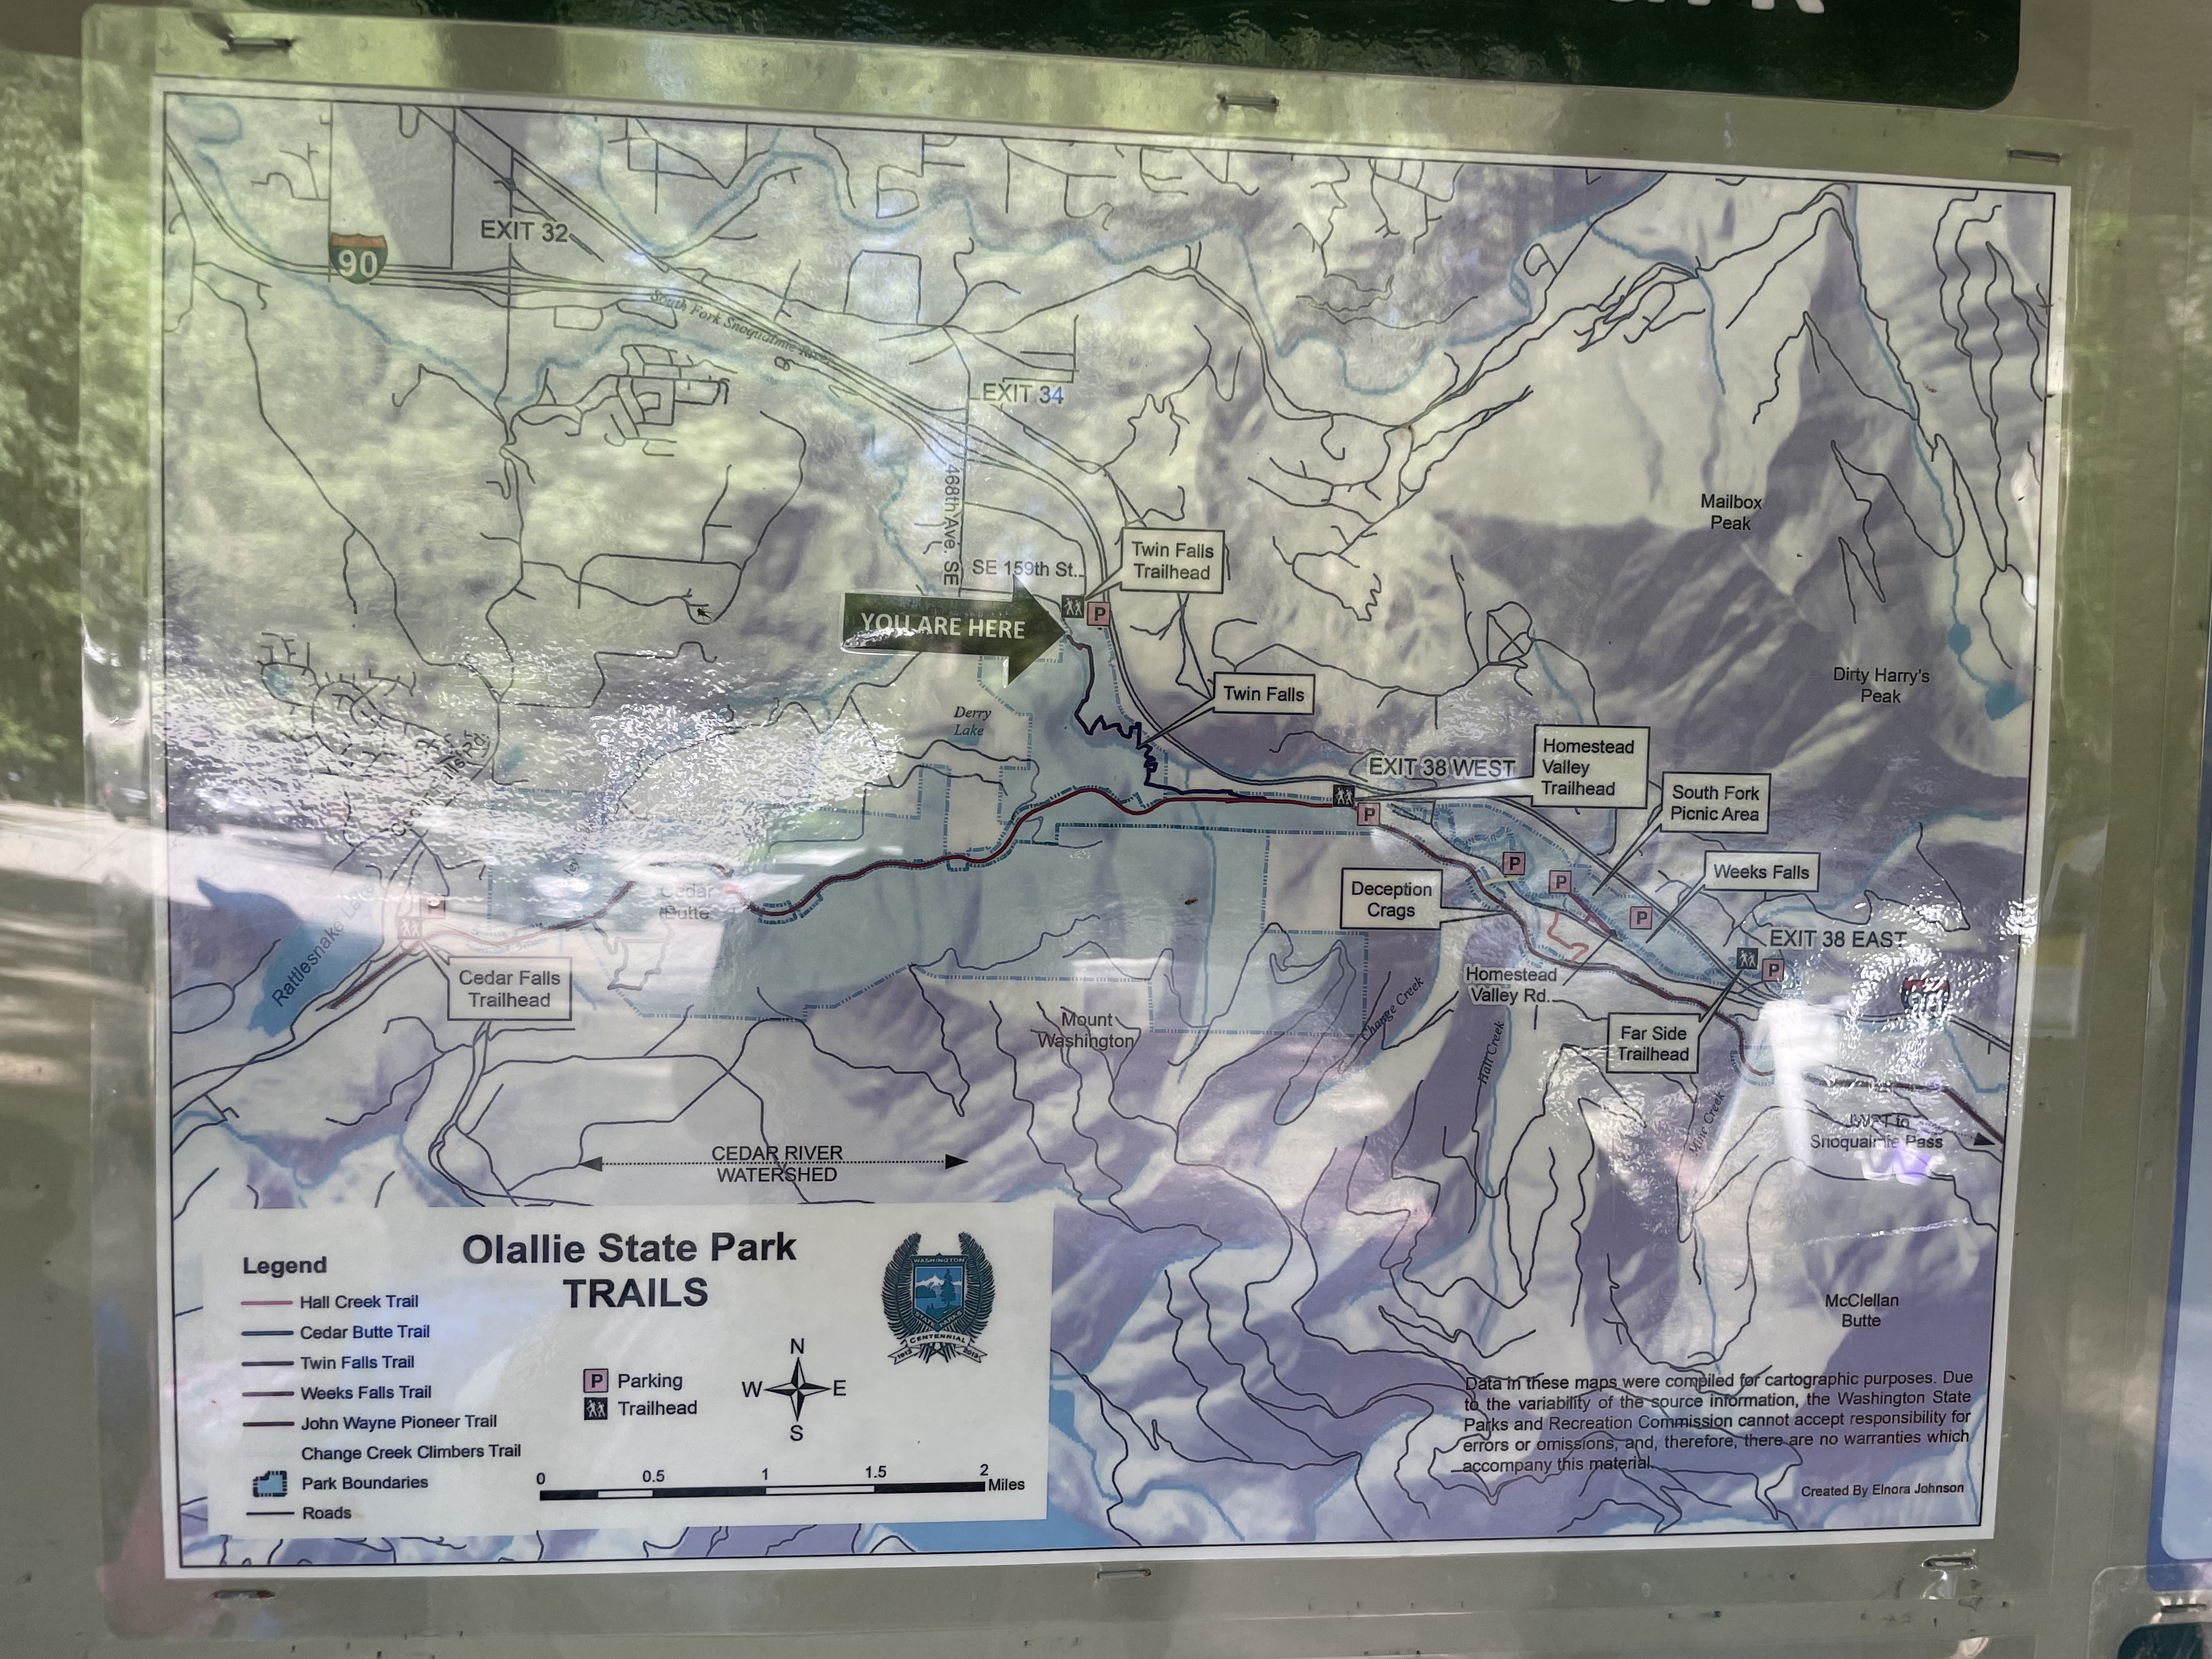 EXIT 32
90
South Fork Snoqualmie River
EXIT 34
468th Ave. SE
Mailbox
Peak
Twin Falls
Trailhead
SE 159th St.
P
YOU ARE HERE
Dirty Harry's
Peak
Twin Falls
Derry
Lake
Homestead
Valley
Trailhead
EXIT 38 WEST
South Fork
Picnic Area
P
P
Weeks Falls
P
Deception
Crags
Cedar
Butte
P
P
EXIT 38 EAST
P
Rattlesnake Lake
Cedar Falls
Trailhead
Homestead
Valley Rd.
Change Creek
Mount
Washington
Hall Creek
Far Side
Trailhead
Mine Creek
to
Snoqualmie Pass
CEDAR RIVER
WATERSHED
Olallie State Park
TRAILS
WASHINGTON
CENTENNIAL
1913
2013
Legend
Hall Creek Trail
Cedar Butte Trail
Twin Falls Trail
Weeks Falls Trail
John Wayne Pioneer Trail
Change Creek Climbers Trail
Park Boundaries
Roads
P Parking
Trailhead
N
W E
S
0 0.5 1 1.5 2
Miles
McClellan
Butte
Data in these maps were compiled for cartographic purposes. Due
to the variability of the source information, the Washington State
Parks and Recreation Commission cannot accept responsibility for
errors or omissions, and, therefore, there are no warranties which
accompany this material.
Created By Elnora Johnson